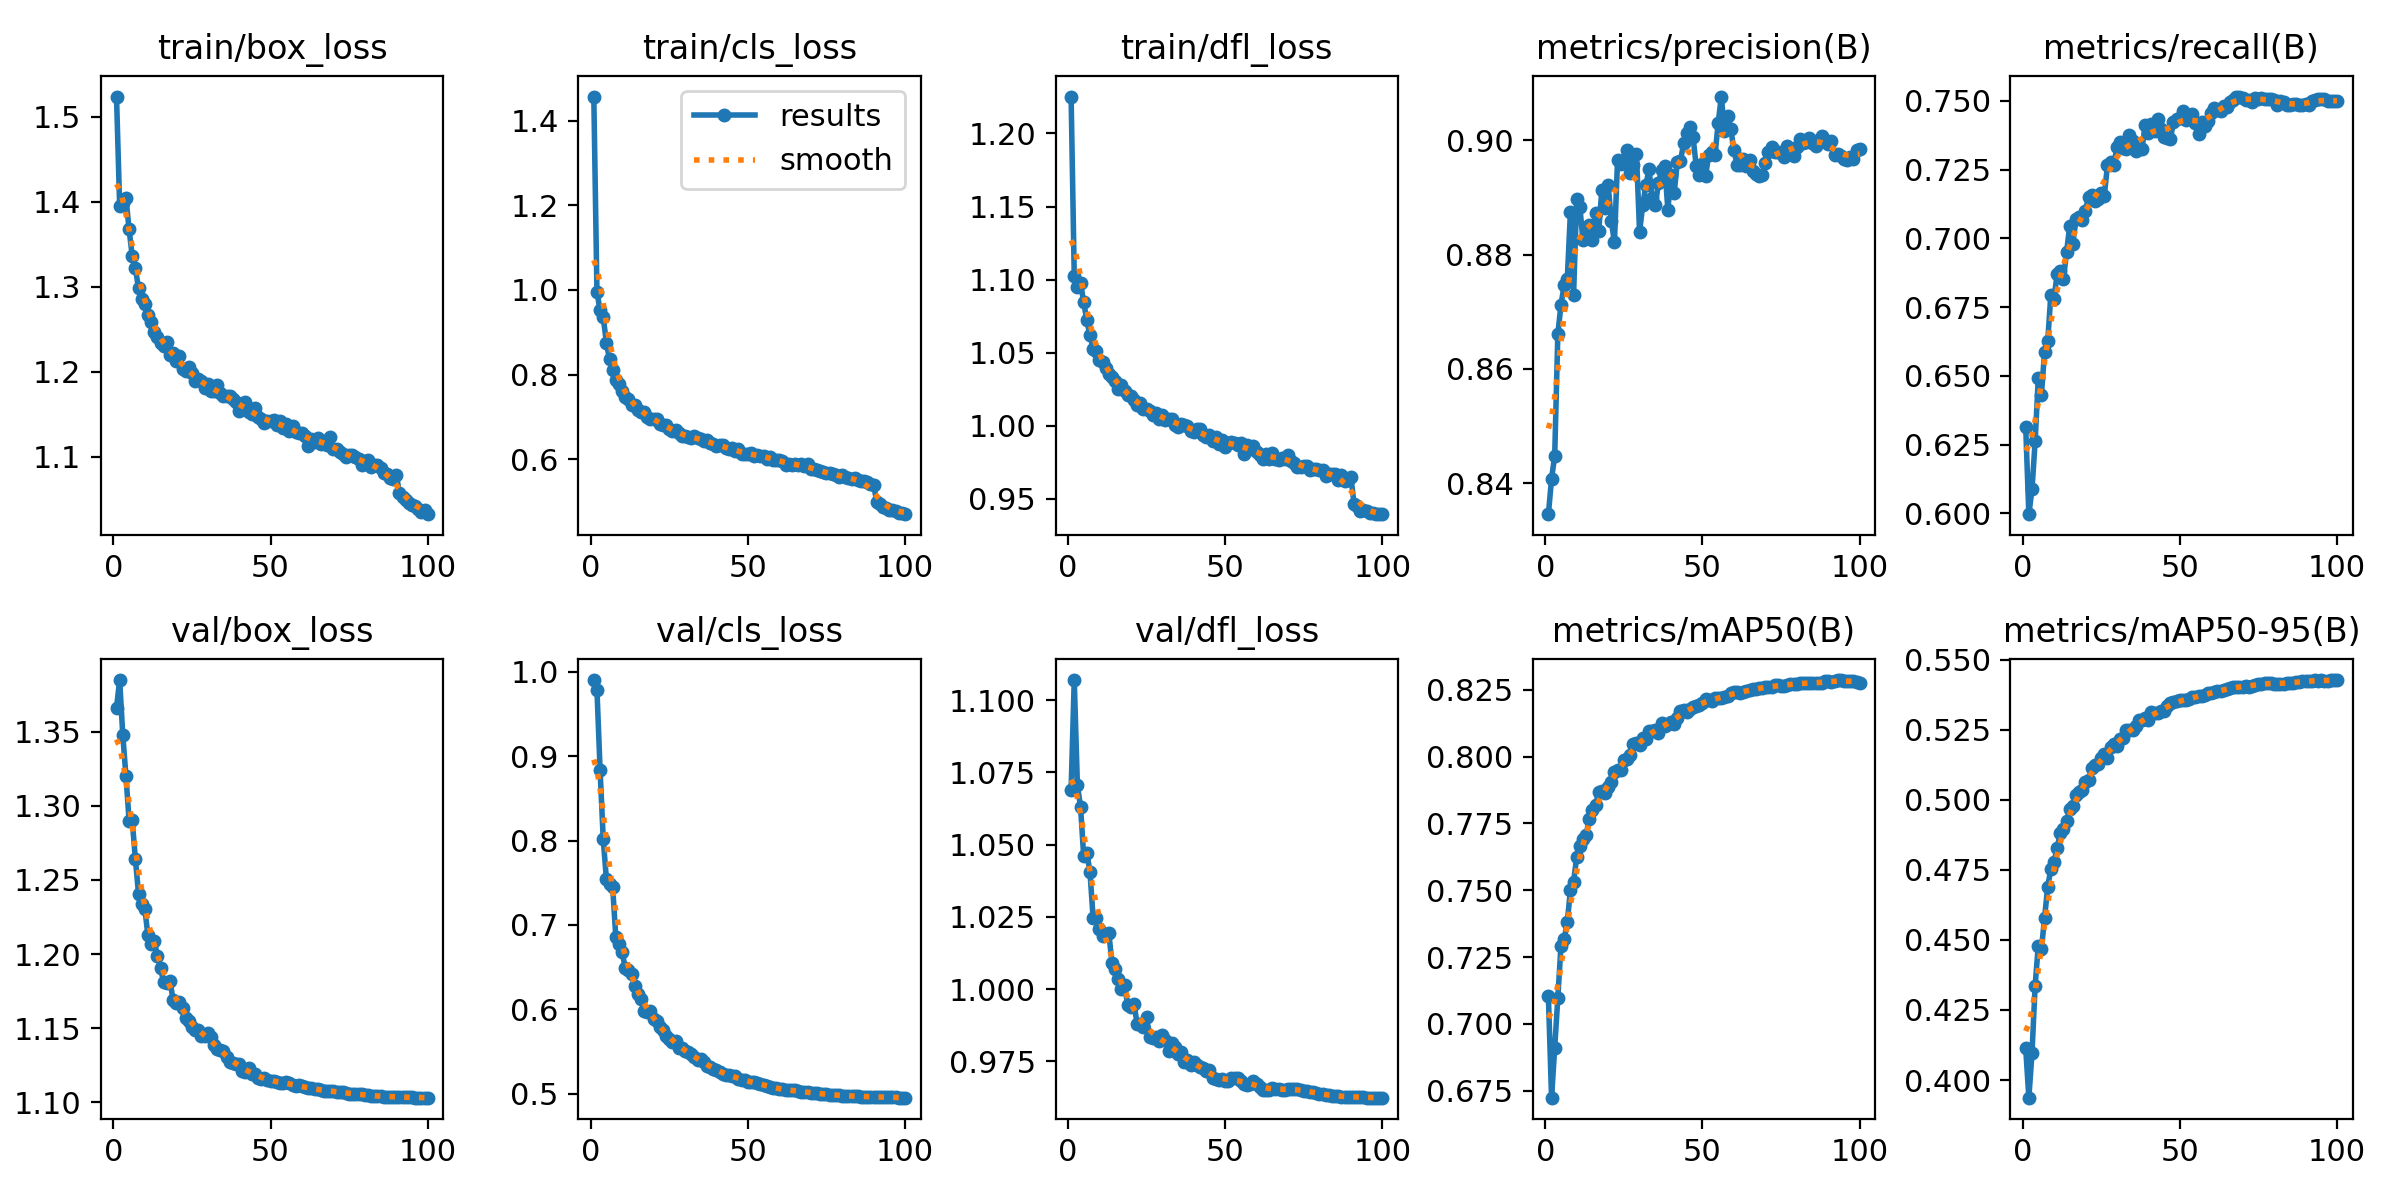 train/box_loss
1.5
1.4
1.3
1.2
1.1
0 50 100
train/cls_loss
results
smooth
1.4
1.2
1.0
0.8
0.6
0 50 100
train/dfl_loss
1.20
1.15
1.10
1.05
1.00
0.95
0 50 100
metrics/precision(B)
0.90
0.88
0.86
0.84
0 50 100
metrics/recall(B)
0.750
0.725
0.700
0.675
0.650
0.625
0.600
0 50 100
val/box_loss
1.35
1.30
1.25
1.20
1.15
1.10
0 50 100
val/cls_loss
1.0
0.9
0.8
0.7
0.6
0.5
0 50 100
val/dfl_loss
1.100
1.075
1.050
1.025
1.000
0.975
0 50 100
metrics/mAP50(B)
0.825
0.800
0.775
0.750
0.725
0.700
0.675
0 50 100
metrics/mAP50-95(B)
0.550
0.525
0.500
0.475
0.450
0.425
0.400
0 50 100